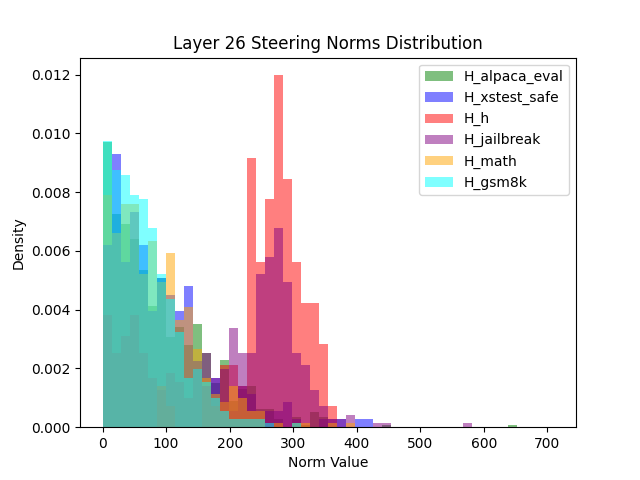 Layer 26 Steering Norms Distribution
0.012
0.010
0.008
0.006
0.004
0.002
0.000
Density
H_alpaca_eval
H_xstest_safe
H_h
H_jailbreak
H_math
H_gsm8k
0 100 200 300 400 500 600 700
Norm Value